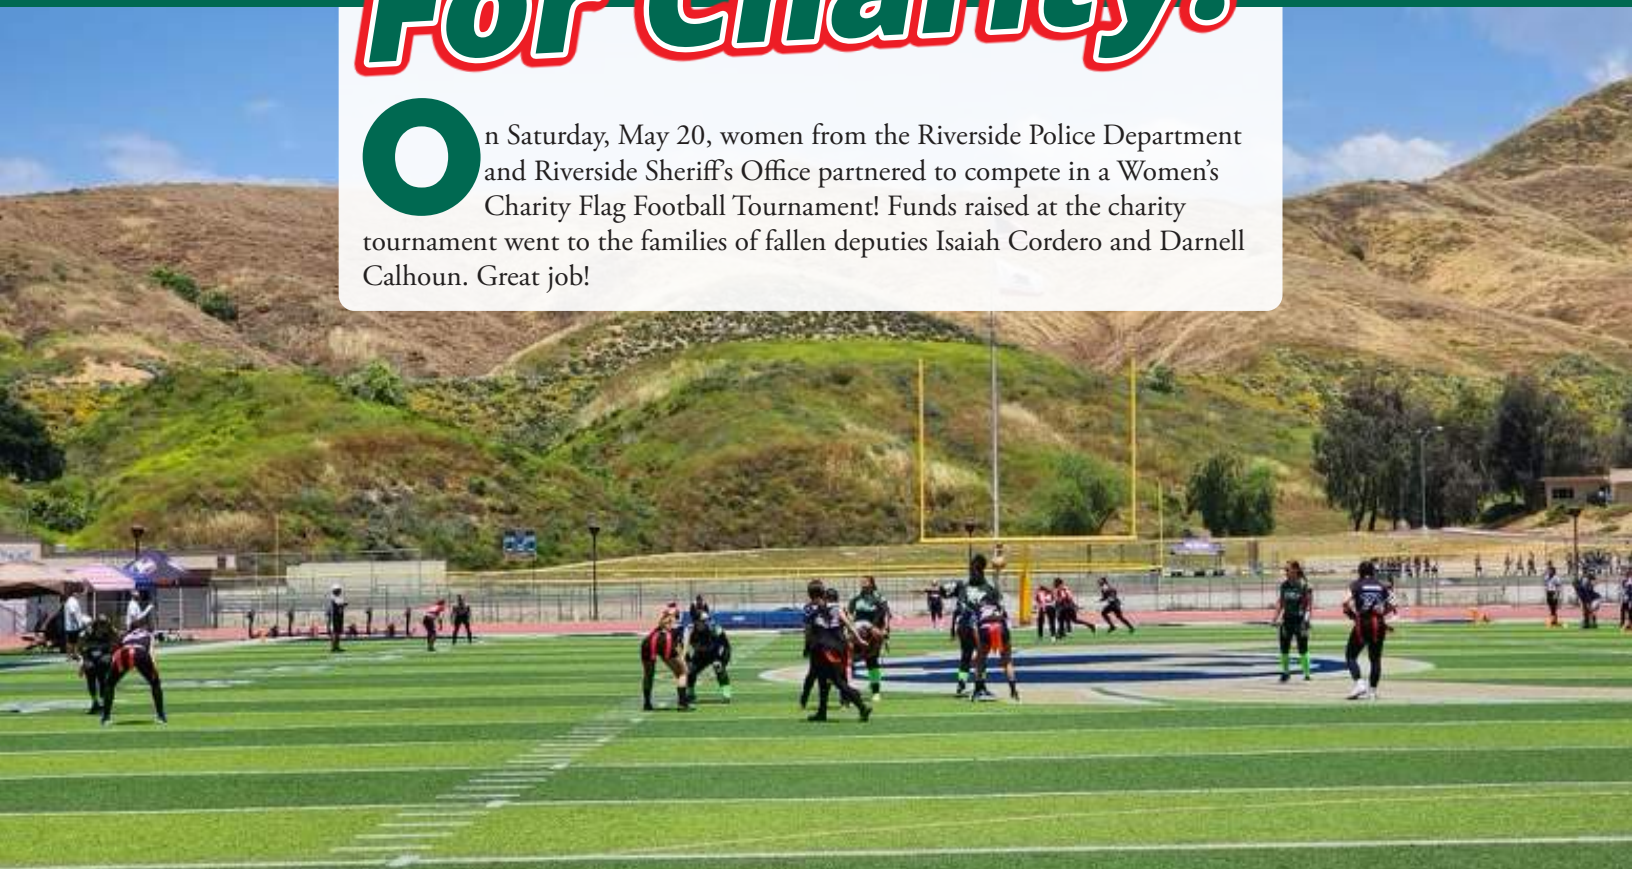 For Charity!
On Saturday, May 20, women from the Riverside Police Department
and Riverside Sheriff’s Office partnered to compete in a Women’s
Charity Flag Football Tournament! Funds raised at the charity
tournament went to the families of fallen deputies Isaiah Cordero and Darnell
Calhoun. Great job!